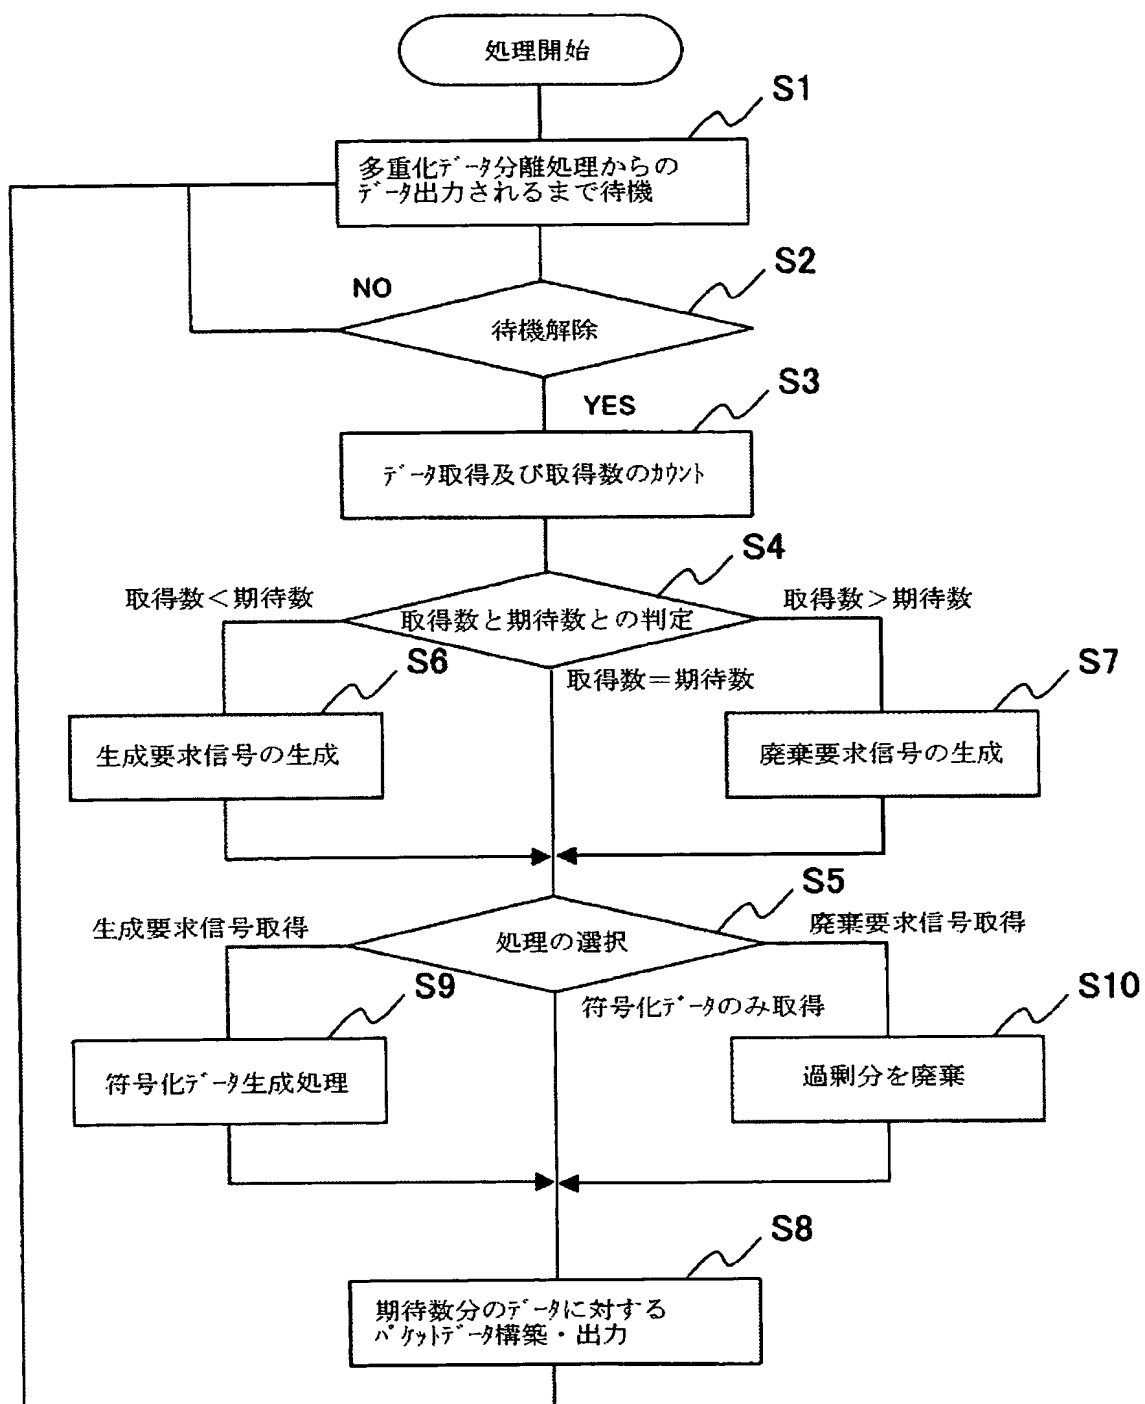 処理開始
S1
多重化ﾃﾞｰﾀ分離処理からの
ﾃﾞｰﾀ出力されるまで待機
S2
NO
待機解除
S3
YES
ﾃﾞｰﾀ取得及び取得数のｶｳﾝﾄ
S4
取得数＜期待数
取得数＞期待数
取得数と期待数との判定
S6
取得数＝期待数
S7
生成要求信号の生成
廃棄要求信号の生成
S5
生成要求信号取得
廃棄要求信号取得
処理の選択
S9
符号化ﾃﾞｰﾀのみ取得
S10
符号化ﾃﾞｰﾀ生成処理
過剰分を廃棄
S8
期待数分のﾃﾞｰﾀに対する
ﾊﾟｹｯﾄﾃﾞｰﾀ構築・出力